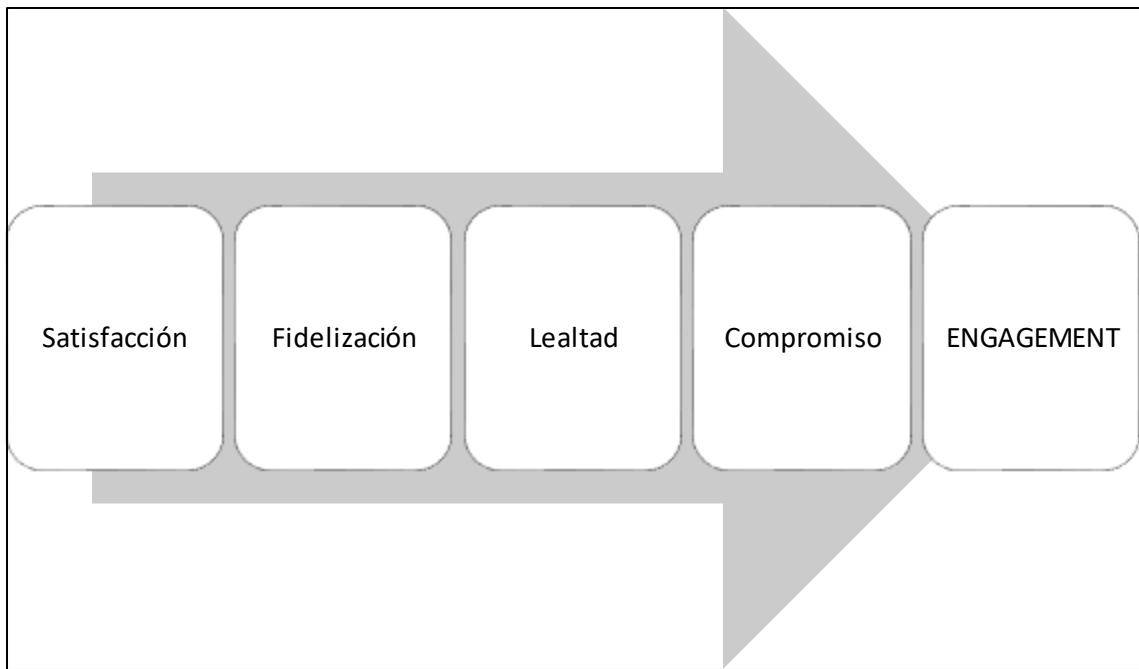 Satisfacción
Fidelización
Lealtad
Compromiso
ENGAGEMENT